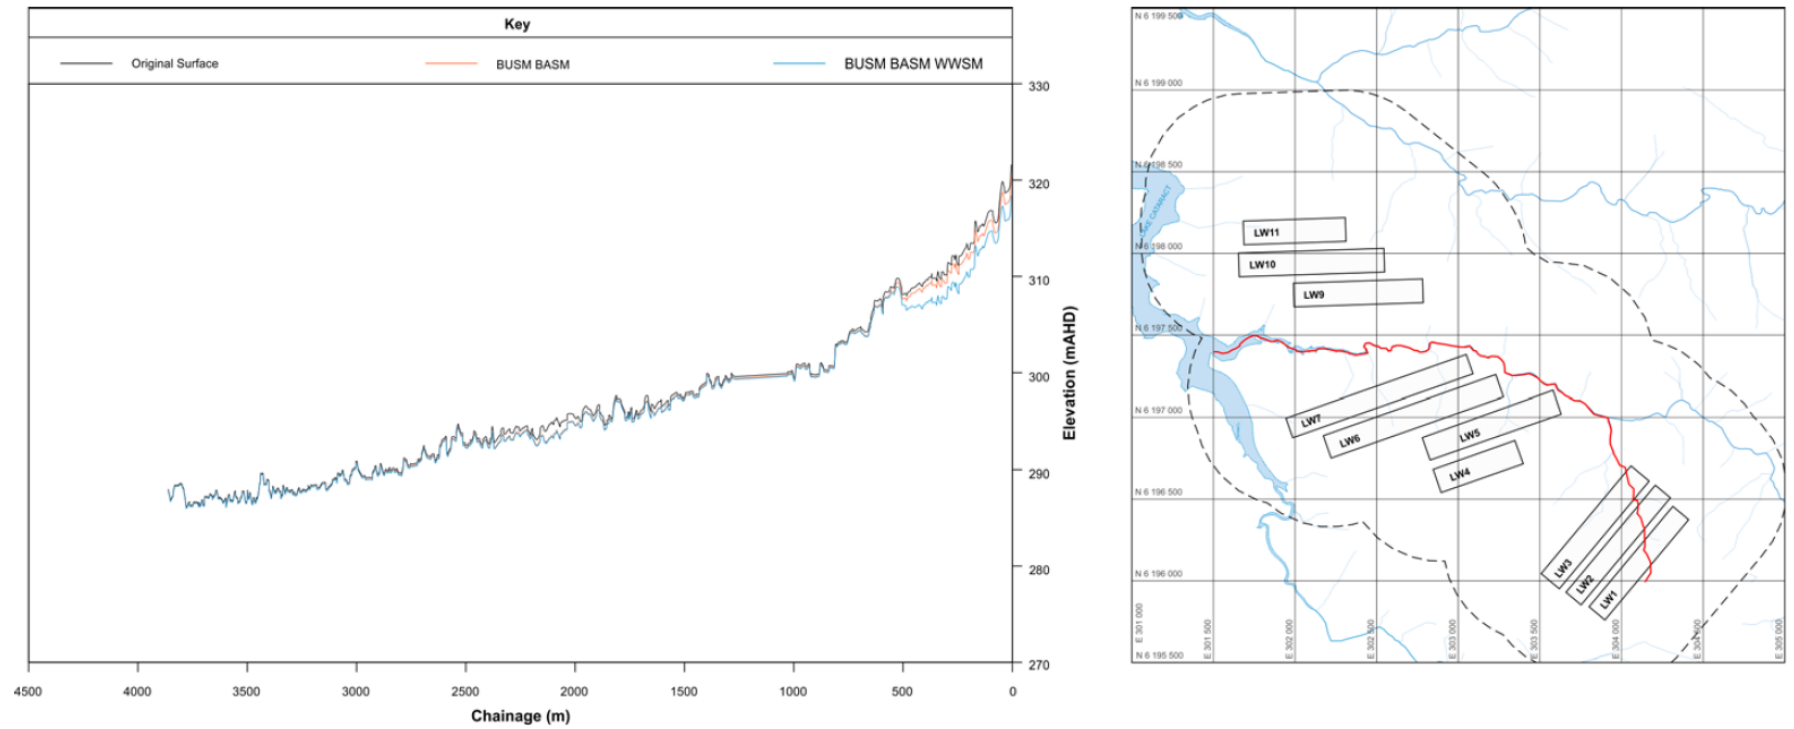 Key
Original Surface
BUSM BASM
BUSM BASM WWSM
330
320
310
300
290
280
270
Elevation (mAHD)
4500
4000
3500
3000
2500
2000
1500
1000
500
0
Chainage (m)
N 6 199 500
N 6 199 000
N 6 198 500
N 6 198 000
N 6 197 500
N 6 197 000
N 6 196 500
N 6 196 000
N 6 195 500
CATARACT
LW11
LW10
LW9
LW7
LW6
LW5
LW4
LW3
LW2
LW1
E 301 000
E 301 500
E 302 000
E 302 500
E 303 000
E 303 500
E 304 000
E 304 500
E 305 000